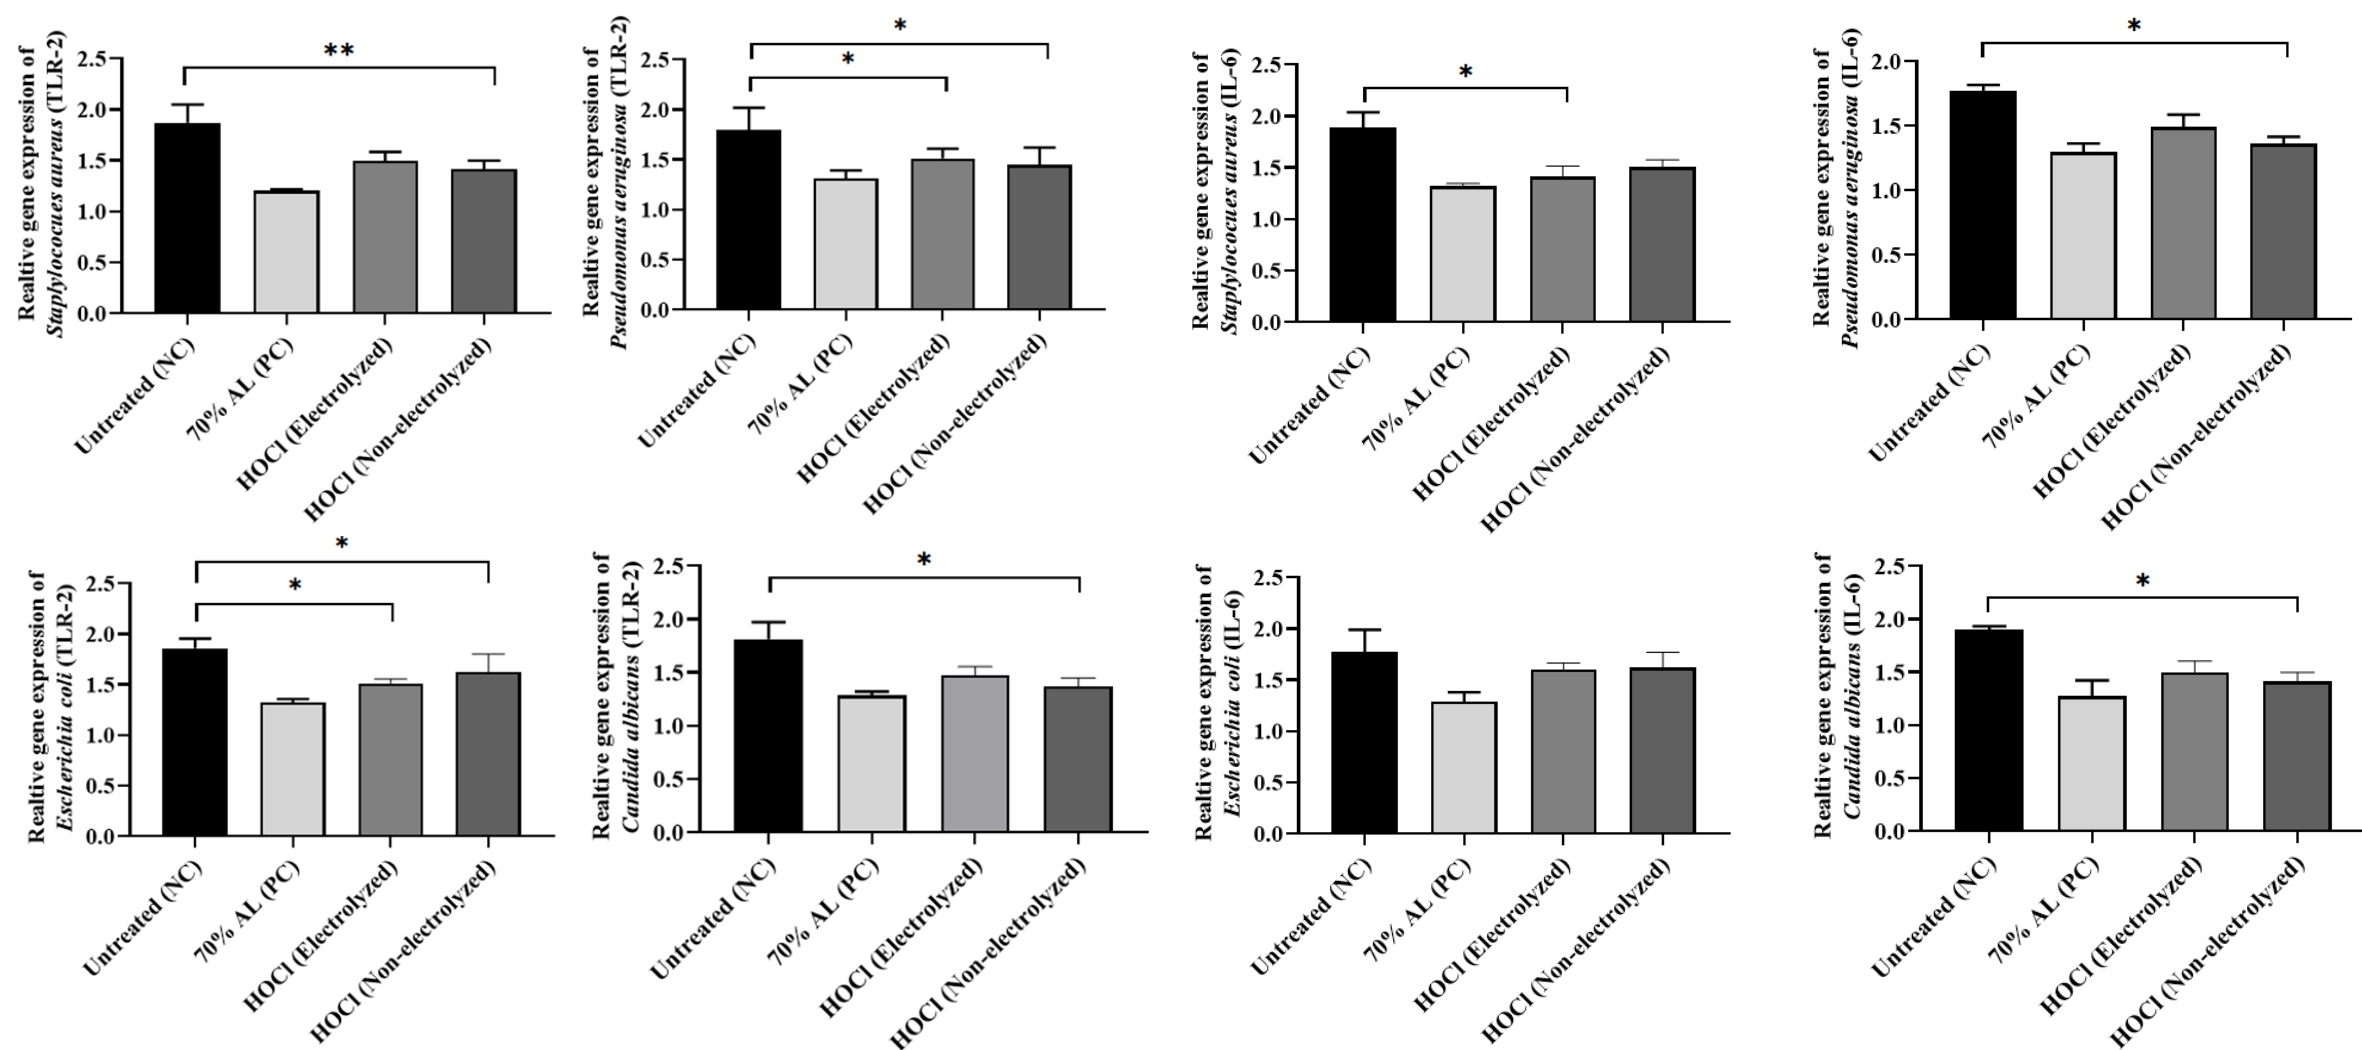 **
Realtive gene expression of
Staplylococues aureus (TLR-2)
2.5
2.0
1.5
1.0
0.5
0.0
Untreated (NC)
70% AL (PC)
HOCl (Electrolyzed)
HOCl (Non-electrolyzed)
*
*
Realtive gene expression of
Pseudomonas aeruginosa (TLR-2)
2.5
2.0
1.5
1.0
0.5
0.0
Untreated (NC)
70% AL (PC)
HOCl (Electrolyzed)
HOCl (Non-electrolyzed)
*
Realtive gene expression of
Staplylococues aureus (IL-6)
2.5
2.0
1.5
1.0
0.5
0.0
Untreated (NC)
70% AL (PC)
HOCl (Electrolyzed)
HOCl (Non-electrolyzed)
*
Realtive gene expression of
Pseudomonas aeruginosa (IL-6)
2.0
1.5
1.0
0.5
0.0
Untreated (NC)
70% AL (PC)
HOCl (Electrolyzed)
HOCl (Non-electrolyzed)
*
*
Realtive gene expression of
Escherichia coli (TLR-2)
2.5
2.0
1.5
1.0
0.5
0.0
Untreated (NC)
70% AL (PC)
HOCl (Electrolyzed)
HOCl (Non-electrolyzed)
*
Realtive gene expression of
Candida albicans (TLR-2)
2.5
2.0
1.5
1.0
0.5
0.0
Untreated (NC)
70% AL (PC)
HOCl (Electrolyzed)
HOCl (Non-electrolyzed)
Realtive gene expression of
Escherichia coli (IL-6)
2.5
2.0
1.5
1.0
0.5
0.0
Untreated (NC)
70% AL (PC)
HOCl (Electrolyzed)
HOCl (Non-electrolyzed)
*
Realtive gene expression of
Candida albicans (IL-6)
2.5
2.0
1.5
1.0
0.5
0.0
Untreated (NC)
70% AL (PC)
HOCl (Electrolyzed)
HOCl (Non-electrolyzed)